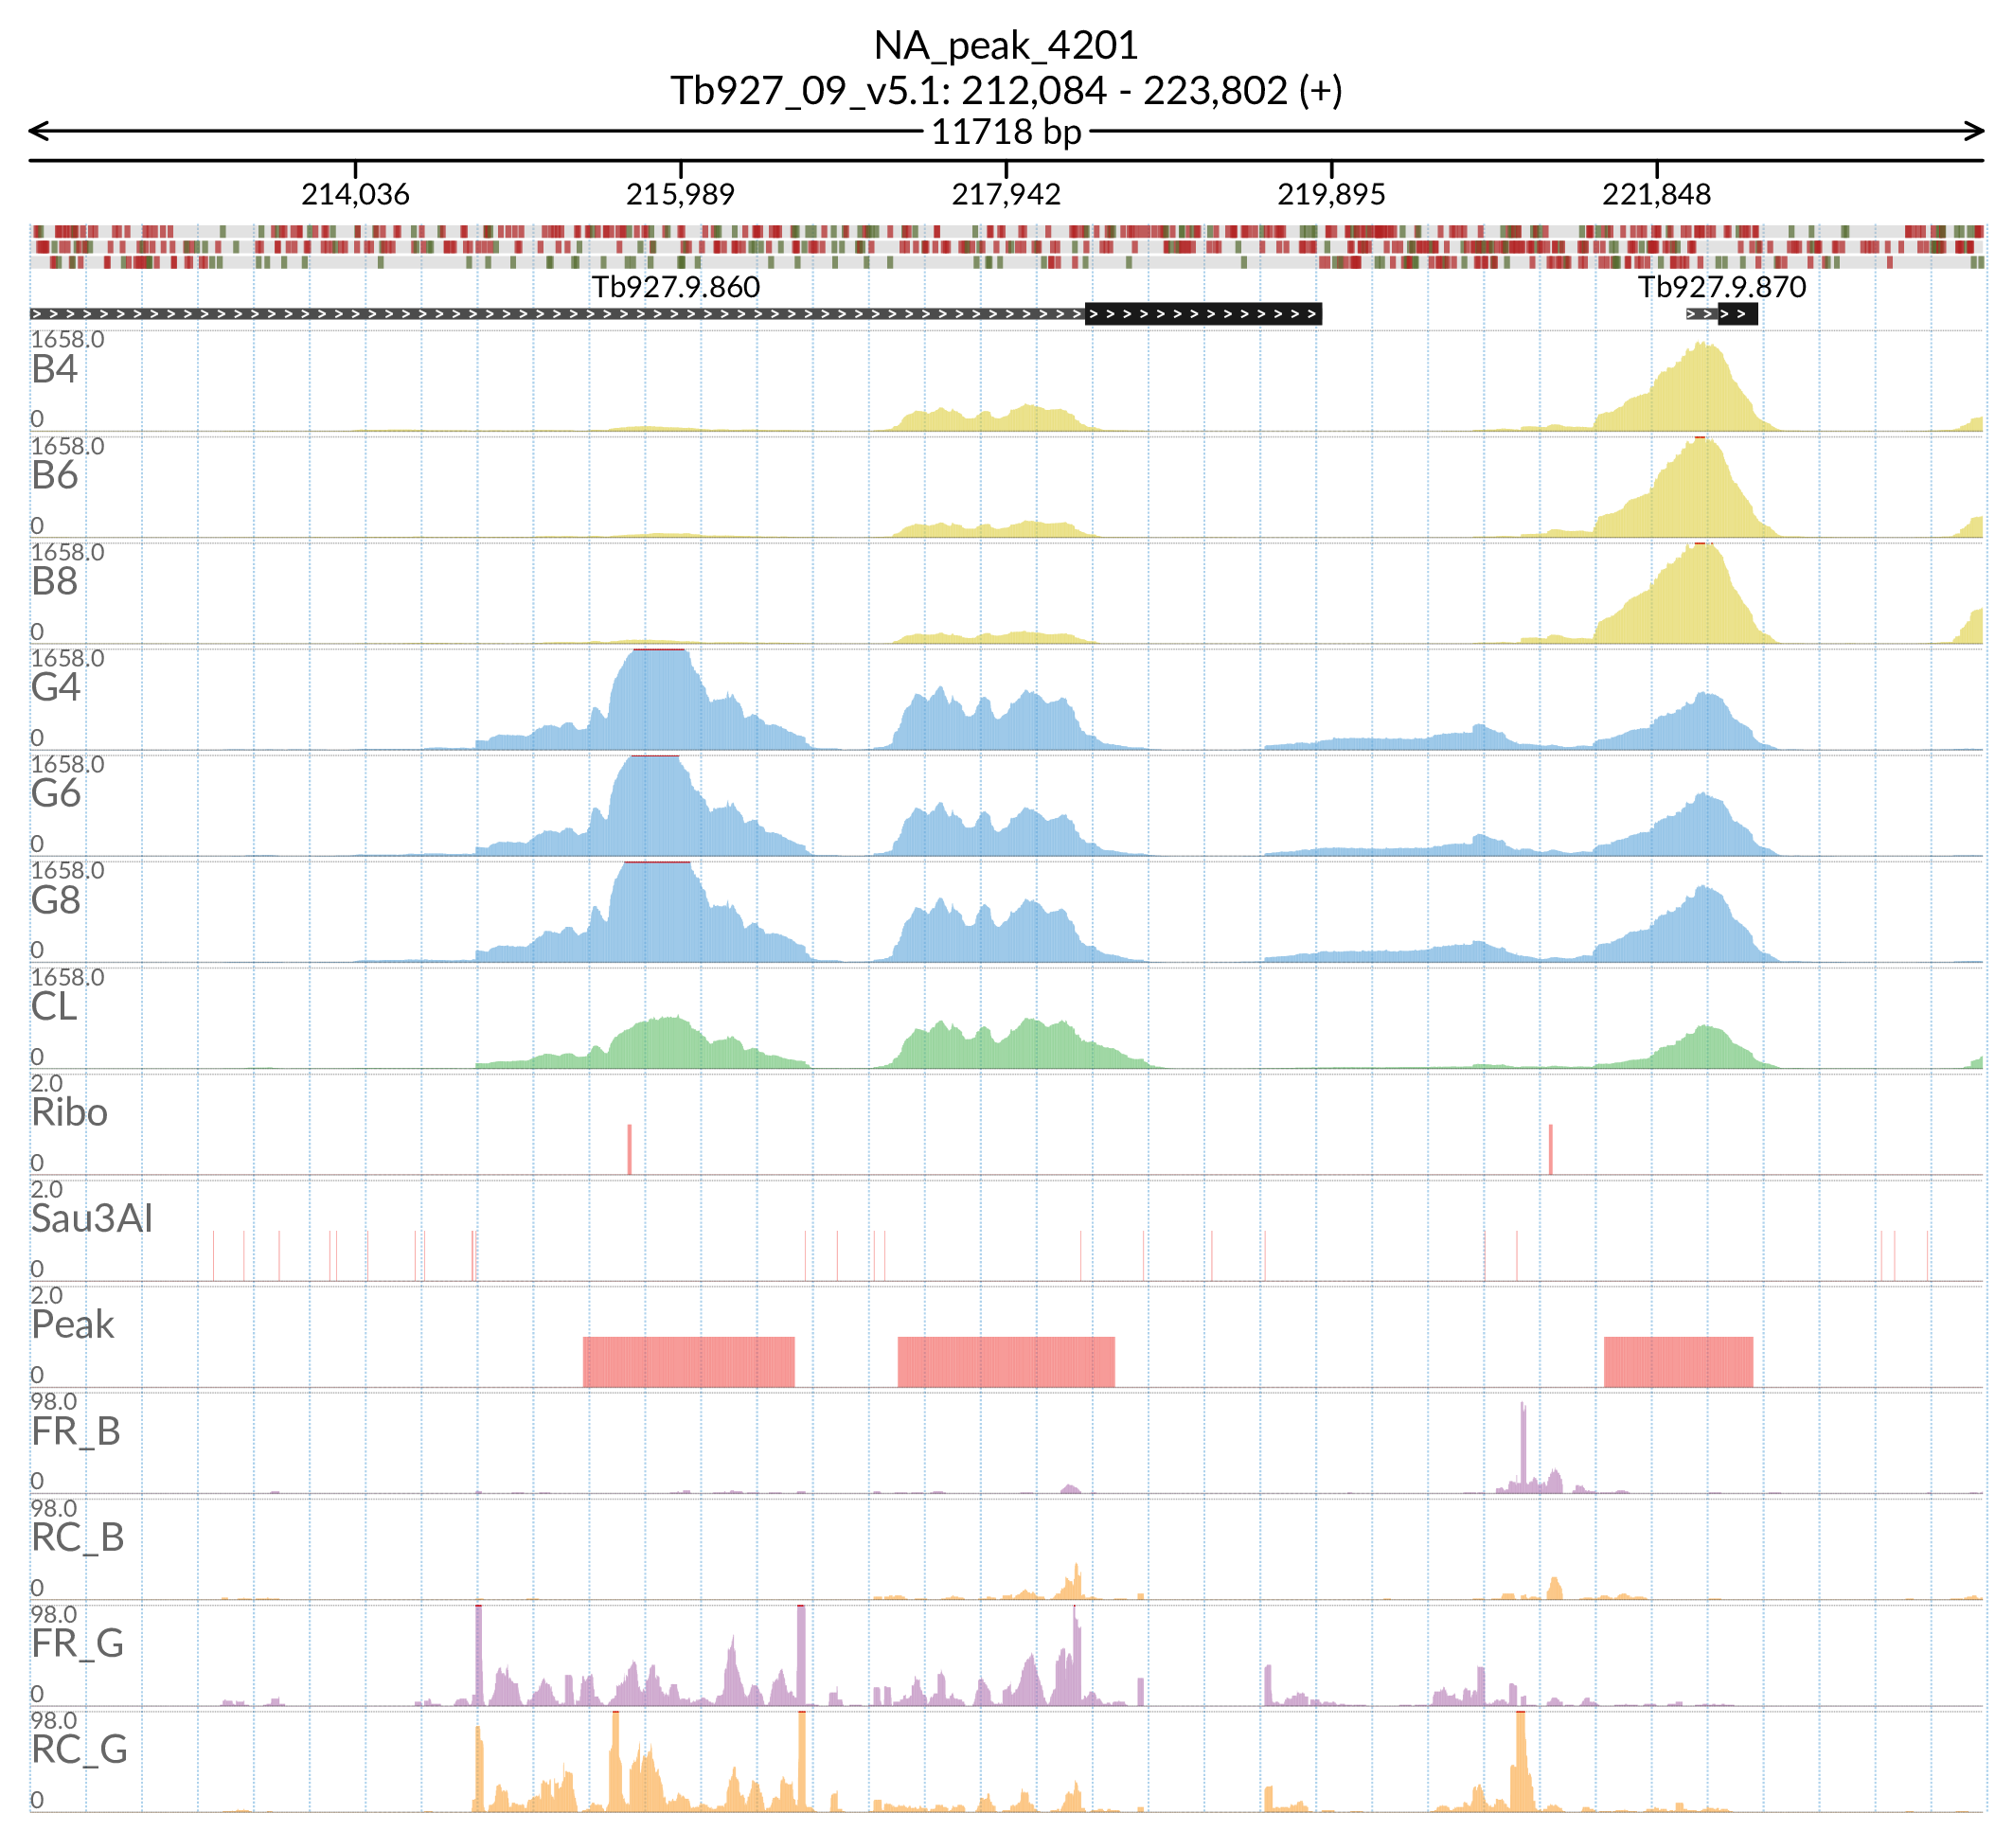 NA_peak_4201
Tb927_09_v5.1: 212,084 - 223,802 (+)
11718 bp
214,036 215,989 217,942 219,895 221,848
Tb927.9.860 Tb927.9.870
1658.0
B4
0
1658.0
B6
0
1658.0
B8
0
1658.0
G4
0
1658.0
G6
0
1658.0
G8
0
1658.0
CL
0
2.0
Ribo
0
2.0
Sau3AI
0
2.0
Peak
0
98.0
FR_B
0
98.0
RC_B
0
98.0
FR_G
0
98.0
RC_G
0